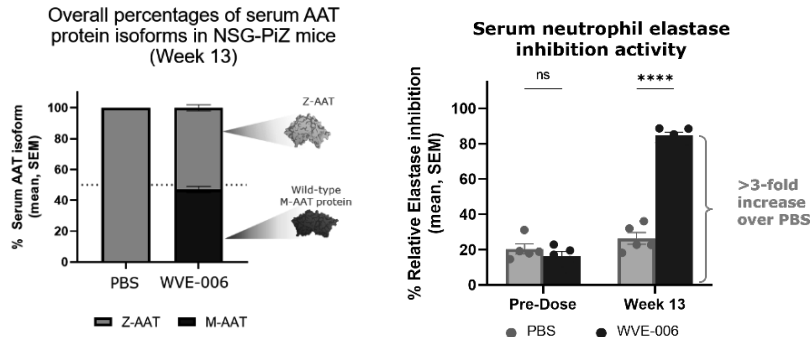 Overall percentages of serum AAT
protein isoforms in NSG-PiZ mice
(Week 13)
% Serum AAT isoform
(mean, SEM)
100
80
60
40
20
0
Z-AAT
Wild-type
M-AAT protein
PBS
WVE-006
Z-AAT
M-AAT
Serum neutrophil elastase
inhibition activity
% Relative Elastase inhibition
(mean, SEM)
100
80
60
40
20
0
ns
****
>3-fold
increase
over PBS
Pre-Dose
Week 13
PBS
WVE-006